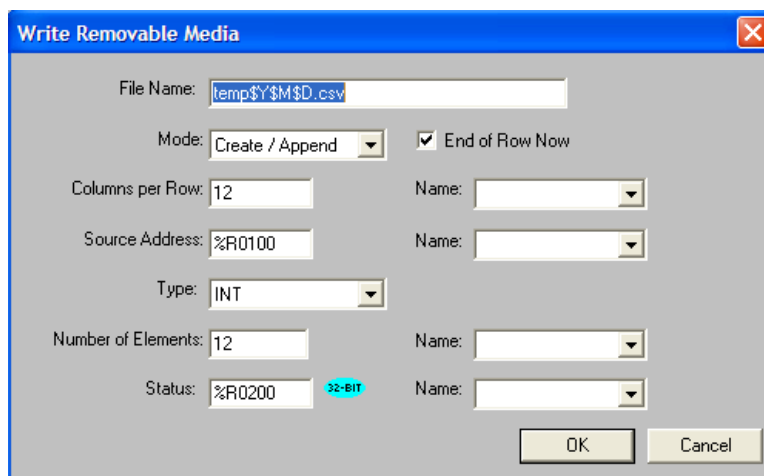 Write Removable Media
File Name: temp$Y$M$D.csv
Mode: Create / Append End of Row Now
Columns per Row: 12 Name:
Source Address: %R0100 Name:
Type: INT
Number of Elements: 12 Name:
Status: %R0200 32-BIT Name:
OK Cancel